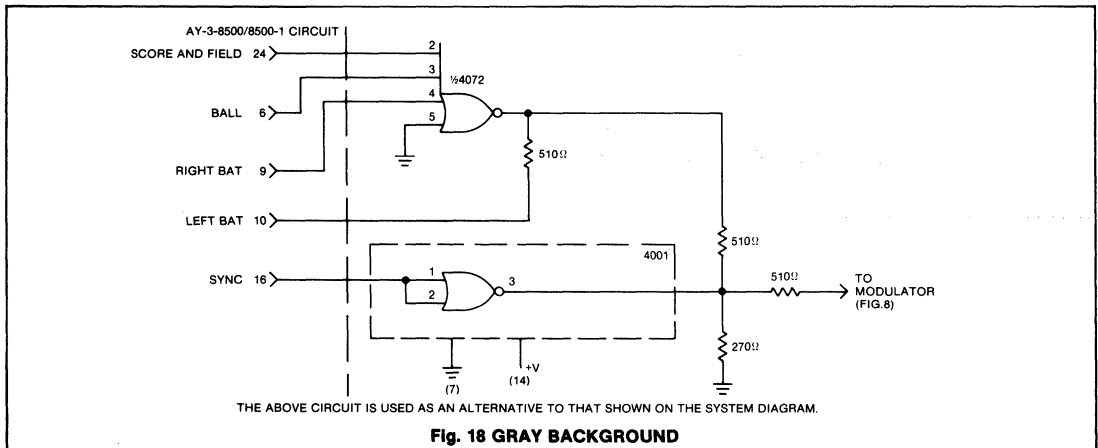 AY-3-8500/8500-1 CIRCUIT
SCORE AND FIELD 24
2
3
½4072
BALL 6
4
5
510Ω
RIGHT BAT 9
LEFT BAT 10
510Ω
4001
SYNC 16
1
2
3
510Ω
TO
MODULATOR
(FIG.8)
270Ω
+V
(7)
(14)
THE ABOVE CIRCUIT IS USED AS AN ALTERNATIVE TO THAT SHOWN ON THE SYSTEM DIAGRAM.
Fig. 18 GRAY BACKGROUND